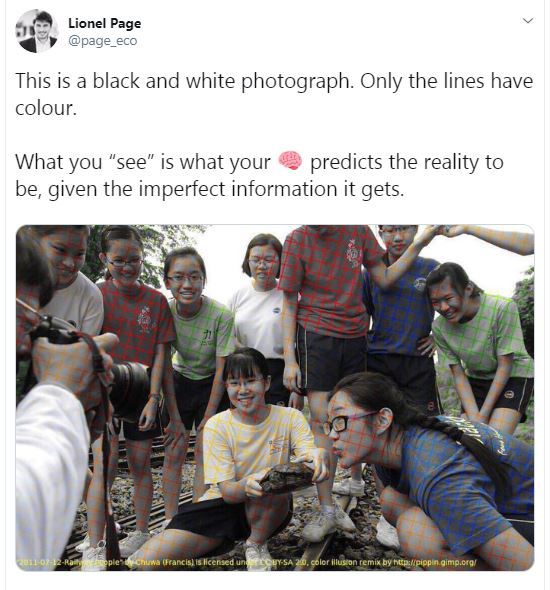 Lionel Page
@page_eco
This is a black and white photograph. Only the lines have
colour.
What you “see” is what your 🧠 predicts the reality to
be, given the imperfect information it gets.
力
"2011-07-12-Railway People" by Chuwa (Francis) is licensed under CC BY-SA 2.0, color illusion remix by http://pippin.gimp.org/